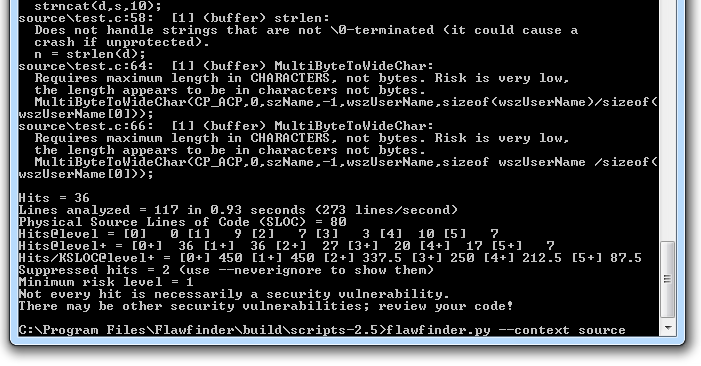 strncat(d,s,10);
source\test.c:58:  [1] (buffer) strlen:
  Does not handle strings that are not \0-terminated (it could cause a
  crash if unprotected).
  n = strlen(d);
source\test.c:64:  [1] (buffer) MultiByteToWideChar:
  Requires maximum length in CHARACTERS, not bytes. Risk is very low,
  the length appears to be in characters not bytes.
  MultiByteToWideChar(CP_ACP,0,szName,-1,wszUserName,sizeof(wszUserName)/sizeof(
wszUserName[0]));
source\test.c:66:  [1] (buffer) MultiByteToWideChar:
  Requires maximum length in CHARACTERS, not bytes. Risk is very low,
  the length appears to be in characters not bytes.
  MultiByteToWideChar(CP_ACP,0,szName,-1,wszUserName,sizeof wszUserName /sizeof(
wszUserName[0]));
Hits = 36
Lines analyzed = 117 in 0.93 seconds (273 lines/second)
Physical Source Lines of Code (SLOC) = 80
Hits@level = [0]   0 [1]   9 [2]   7 [3]   3 [4]  10 [5]   7
Hits@level+ = [0+]  36 [1+]  36 [2+]  27 [3+]  20 [4+]  17 [5+]   7
Hits/KSLOC@level+ = [0+] 450 [1+] 450 [2+] 337.5 [3+] 250 [4+] 212.5 [5+] 87.5
Suppressed hits = 2 (use --neverignore to show them)
Minimum risk level = 1
Not every hit is necessarily a security vulnerability.
There may be other security vulnerabilities; review your code!
C:\Program Files\Flawfinder\build\scripts-2.5>flawfinder.py --context source